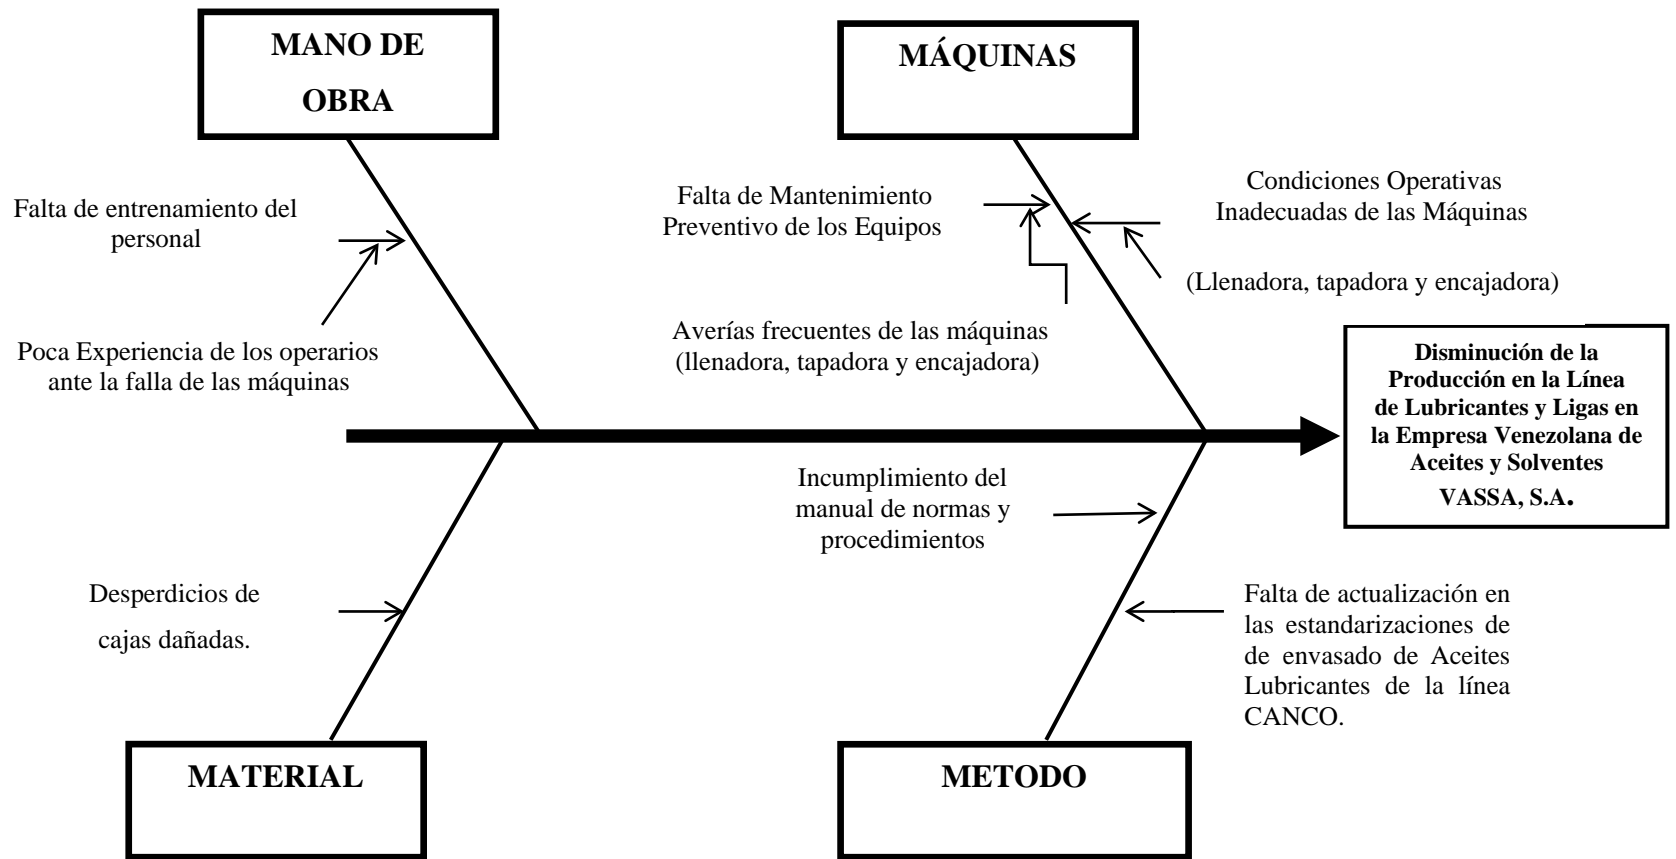 MANO DE
OBRA
MÁQUINAS
Falta de entrenamiento del
personal
Poca Experiencia de los operarios
ante la falla de las máquinas
Falta de Mantenimiento
Preventivo de los Equipos
Averías frecuentes de las máquinas
(llenadora, tapadora y encajadora)
Condiciones Operativas
Inadecuadas de las Máquinas
(Llenadora, tapadora y encajadora)
Disminución de la
Producción en la Línea
de Lubricantes y Ligas en
la Empresa Venezolana de
Aceites y Solventes
VASSA, S.A.
Desperdicios de
cajas dañadas.
Incumplimiento del
manual de normas y
procedimientos
Falta de actualización en
las estandarizaciones de
de envasado de Aceites
Lubricantes de la línea
CANCO.
MATERIAL
METODO